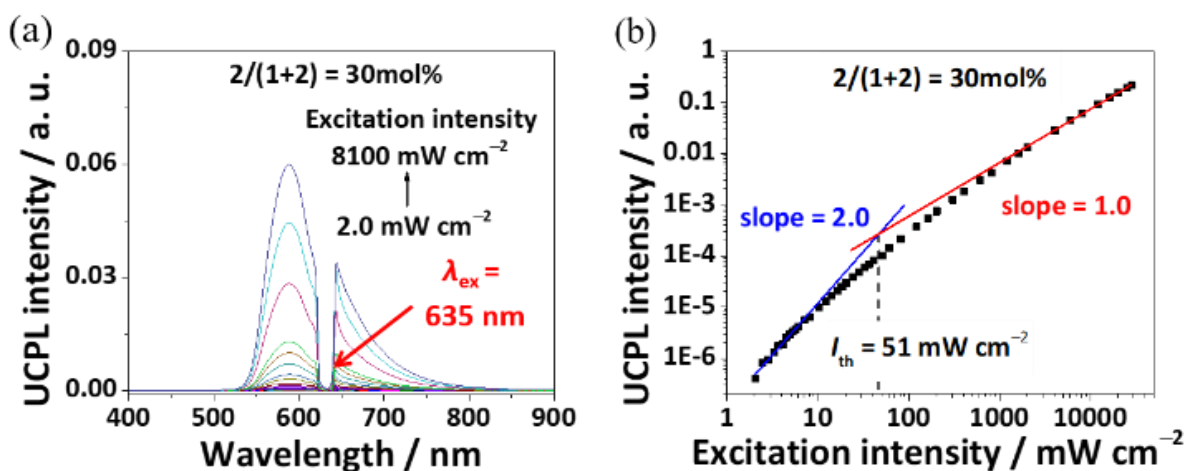 (a)
0.09
0.06
0.03
0.00
UCPL intensity / a. u.
2/(1+2) = 30mol%
Excitation intensity
8100 mW cm⁻²
2.0 mW cm⁻²
λex =
635 nm
400 500 600 700 800 900
Wavelength / nm
(b)
1
0.1
0.01
1E-3
1E-4
1E-5
1E-6
UCPL intensity / a. u.
2/(1+2) = 30mol%
slope = 2.0
slope = 1.0
Ith = 51 mW cm⁻²
1 10 100 1000 10000
Excitation intensity / mW cm⁻²